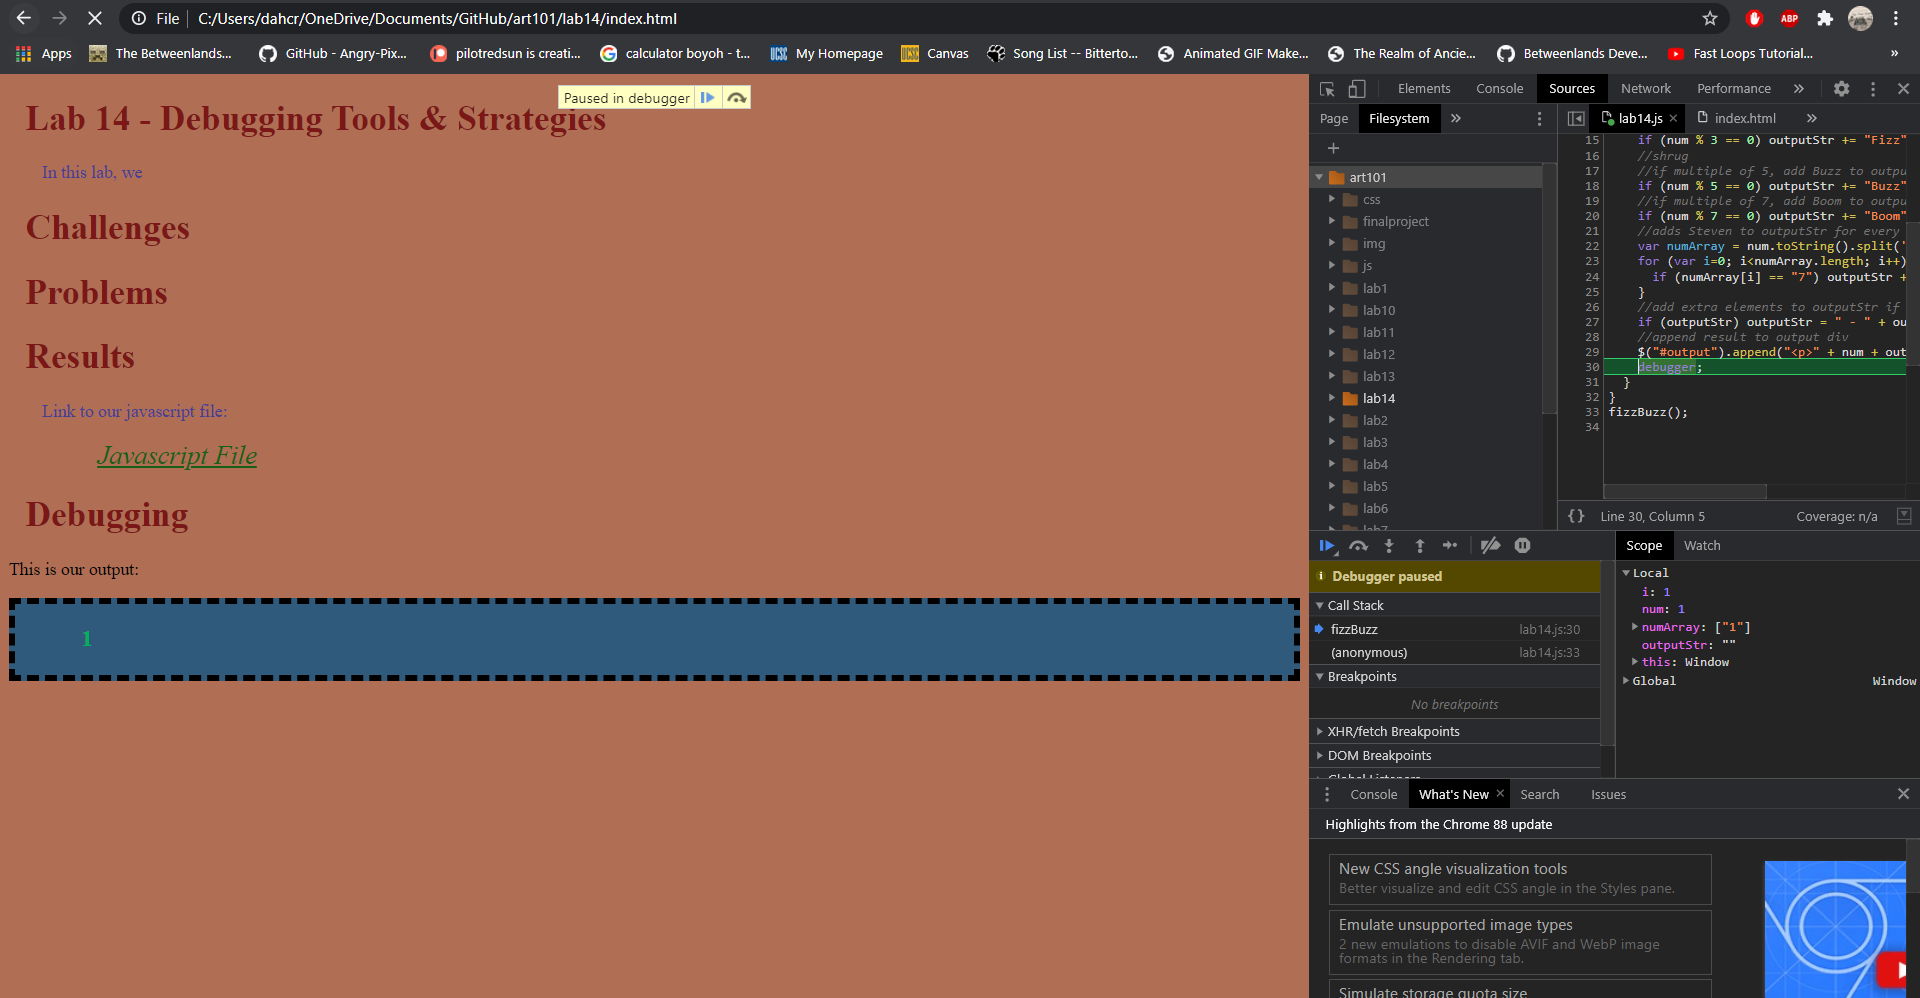 File C:/Users/dahcr/OneDrive/Documents/GitHub/art101/lab14/index.html ABP
Apps The Betweenlands... GitHub - Angry-Pix... pilotredsun is creati... calculator boyoh - t... UCSC My Homepage UCSC Canvas Song List -- Bitterto... Animated GIF Make... The Realm of Ancie... Betweenlands Deve... Fast Loops Tutorial... »
Paused in debugger
Lab 14 - Debugging Tools & Strategies
In this lab, we
Challenges
Problems
Results
Link to our javascript file:
Javascript File
Debugging
This is our output:
1
Elements Console Sources Network Performance »
Page Filesystem »
art101
css
finalproject
img
js
lab1
lab10
lab11
lab12
lab13
lab14
lab2
lab3
lab4
lab5
lab6
lab7
lab14.js × index.html »
15 if (num % 3 == 0) outputStr += "Fizz"
16 //shrug
17 //if multiple of 5, add Buzz to outpu
18 if (num % 5 == 0) outputStr += "Buzz"
19 //if multiple of 7, add Boom to outpu
20 if (num % 7 == 0) outputStr += "Boom"
21 //adds Steven to outputStr for every
22 var numArray = num.toString().split('
23 for (var i=0; i<numArray.length; i++)
24 if (numArray[i] == "7") outputStr +
25 }
26 //add extra elements to outputStr if
27 if (outputStr) outputStr = " - " + ou
28 //append result to output div
29 $("#output").append("<p>" + num + out
30 debugger;
31 }
32 }
33 fizzBuzz();
34
{} Line 30, Column 5 Coverage: n/a
Debugger paused
Call Stack
fizzBuzz lab14.js:30
(anonymous) lab14.js:33
Breakpoints
No breakpoints
XHR/fetch Breakpoints
DOM Breakpoints
Global Listeners
Scope Watch
Local
i: 1
num: 1
numArray: ["1"]
outputStr: ""
this: Window
Global Window
Console What's New × Search Issues
Highlights from the Chrome 88 update
New CSS angle visualization tools
Better visualize and edit CSS angle in the Styles pane.
Emulate unsupported image types
2 new emulations to disable AVIF and WebP image
formats in the Rendering tab.
Simulate storage quota size